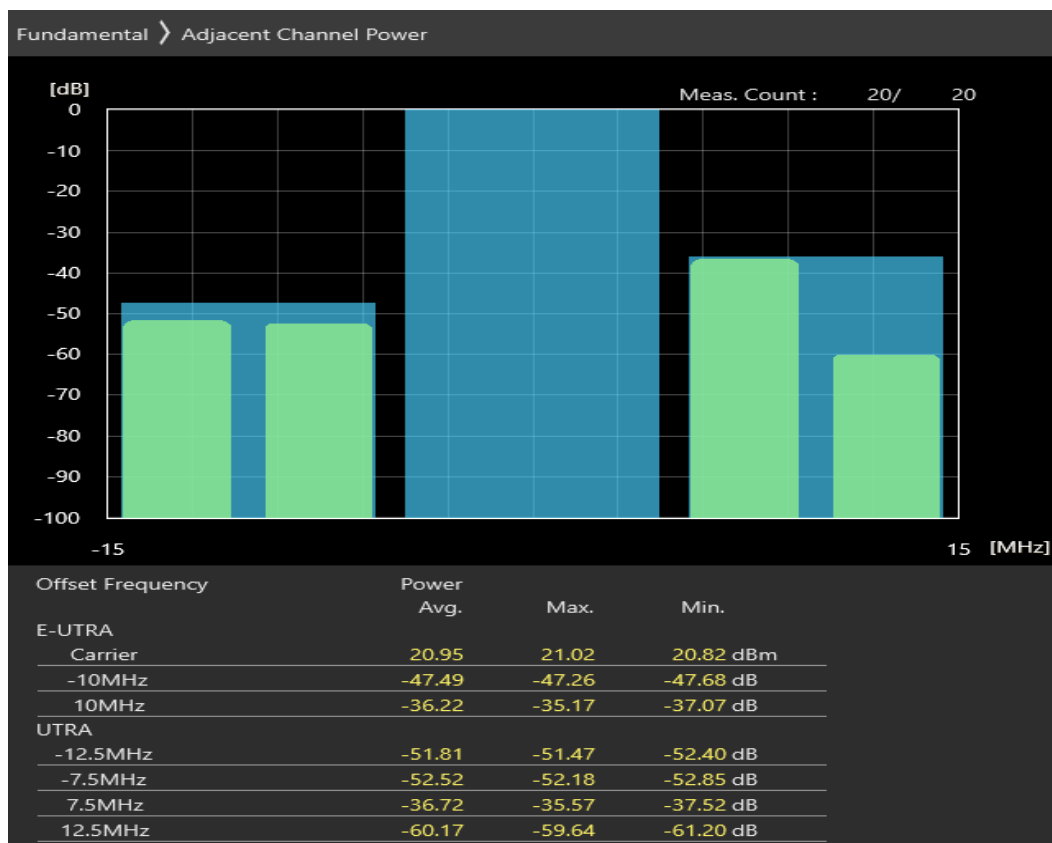 Fundamental 〉 Adjacent Channel Power
[dB]
Meas. Count : 20/ 20
0
-10
-20
-30
-40
-50
-60
-70
-80
-90
-100
-15 15 [MHz]
Offset Frequency Power
Avg. Max. Min.
E-UTRA
Carrier 20.95 21.02 20.82 dBm
-10MHz -47.49 -47.26 -47.68 dB
10MHz -36.22 -35.17 -37.07 dB
UTRA
-12.5MHz -51.81 -51.47 -52.40 dB
-7.5MHz -52.52 -52.18 -52.85 dB
7.5MHz -36.72 -35.57 -37.52 dB
12.5MHz -60.17 -59.64 -61.20 dB